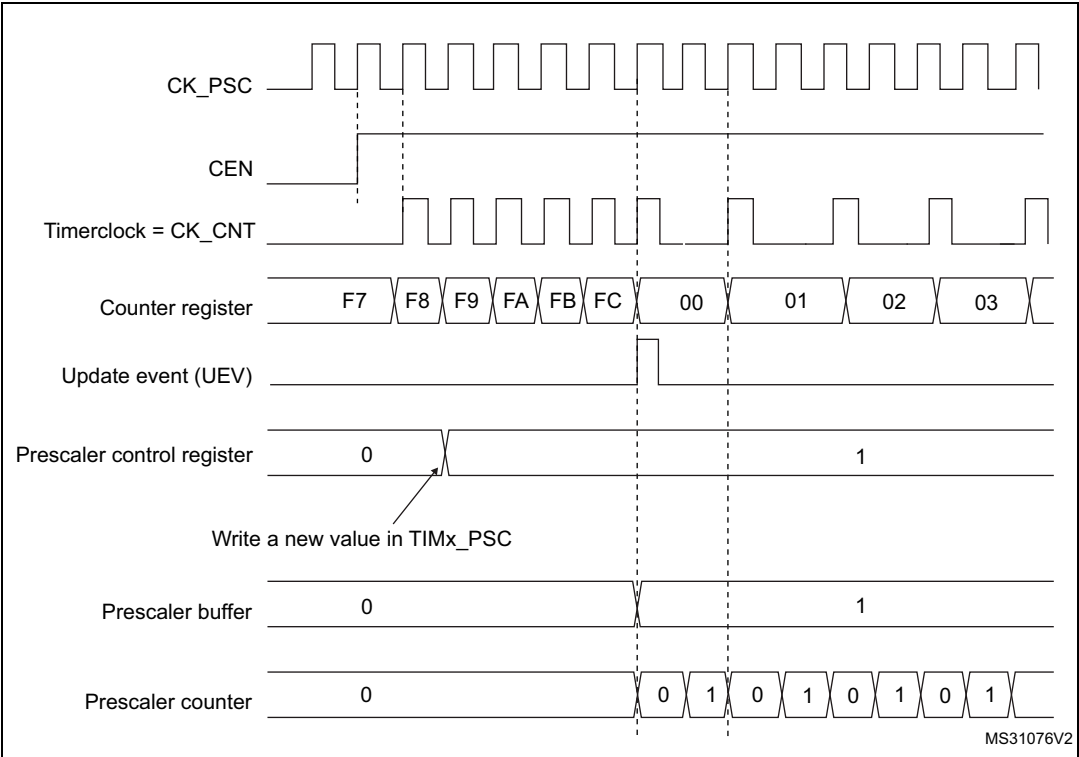 CK_PSC
CEN
Timerclock = CK_CNT
Counter register F7 F8 F9 FA FB FC 00 01 02 03
Update event (UEV)
Prescaler control register 0 1
Write a new value in TIMx_PSC
Prescaler buffer 0 1
Prescaler counter 0 0 1 0 1 0 1 0 1
MS31076V2